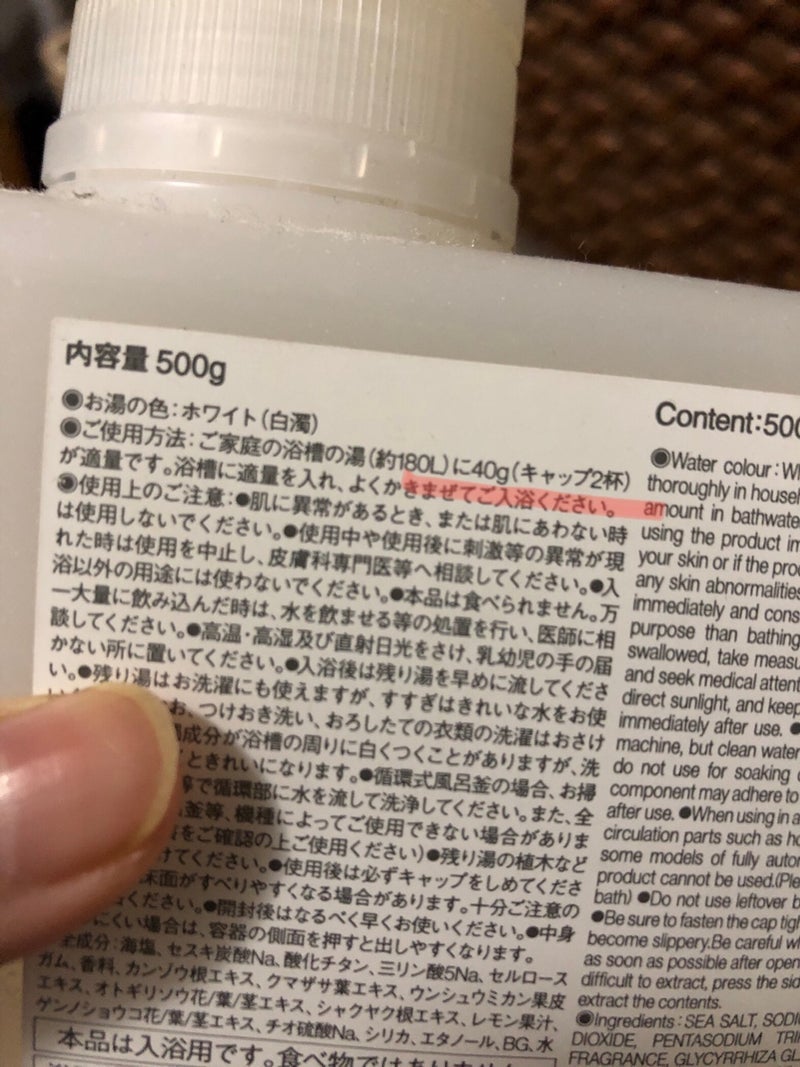 内容量 500g
◉お湯の色：ホワイト（白濁）
◉ご使用方法：ご家庭の浴槽の湯（約180L）に40g（キャップ2杯）
が適量です。浴槽に適量を入れ、よくかきまぜてご入浴ください。
◉使用上のご注意：●肌に異常があるとき、または肌にあわない時
は使用しないでください。●使用中や使用後に刺激等の異常が現
れた時は使用を中止し、皮膚科専門医等へ相談してください。●入
浴以外の用途には使わないでください。●本品は食べられません。万
一大量に飲み込んだ時は、水を飲ませる等の処置を行い、医師に相
談してください。●高温・高湿及び直射日光をさけ、乳幼児の手の届
かない所に置いてください。●入浴後は残り湯を早めに流してくださ
い。●残り湯はお洗濯にも使えますが、すすぎはきれいな水をお使
お、つけおき洗い、おろしたての衣類の洗濯はおさけ
成分が浴槽の周りに白くつくことがありますが、洗
ときれいになります。●循環式風呂釜の場合、お掃
等で循環部に水を流して洗浄してください。また、全
釜等、機種によってご使用できない場合がありま
をご確認の上ご使用ください）●残り湯の植木など
けてください。●使用後は必ずキャップをしめてくださ
床面がすべりやすくなる場合があります。十分ご注意の
ください。●開封後はなるべく早くお使いください。●中身
にくい場合は、容器の側面を押すと出しやすくなります。
全成分：海塩、セスキ炭酸Na、酸化チタン、三リン酸5Na、セルロース
ガム、香料、カンゾウ根エキス、クマザサ葉エキス、ウンシュウミカン果皮
エキス、オトギリソウ花/葉/茎エキス、シャクヤク根エキス、レモン果汁、
ゲンノショウコ花/葉/茎エキス、チオ硫酸Na、シリカ、エタノール、BG、水
本品は入浴用です。食べ物ではありません
Content:500
◉Water colour: Wh
thoroughly in househ
amount in bathwate
using the product im
your skin or if the prod
any skin abnormalities
immediately and cons
purpose than bathing
swallowed, take measu
and seek medical attent
direct sunlight, and keep
immediately after use. ●
machine, but clean water
do not use for soaking
component may adhere to
after use. ●When using in a
circulation parts such as ho
some models of fully autor
product cannot be used.(Ple
bath) ●Do not use leftover b
●Be sure to fasten the cap tigh
become slippery.Be careful wh
as soon as possible after open
difficult to extract, press the sid
extract the contents.
◉Ingredients: SEA SALT, SODIU
DIOXIDE, PENTASODIUM TRI
FRAGRANCE, GLYCYRRHIZA GL